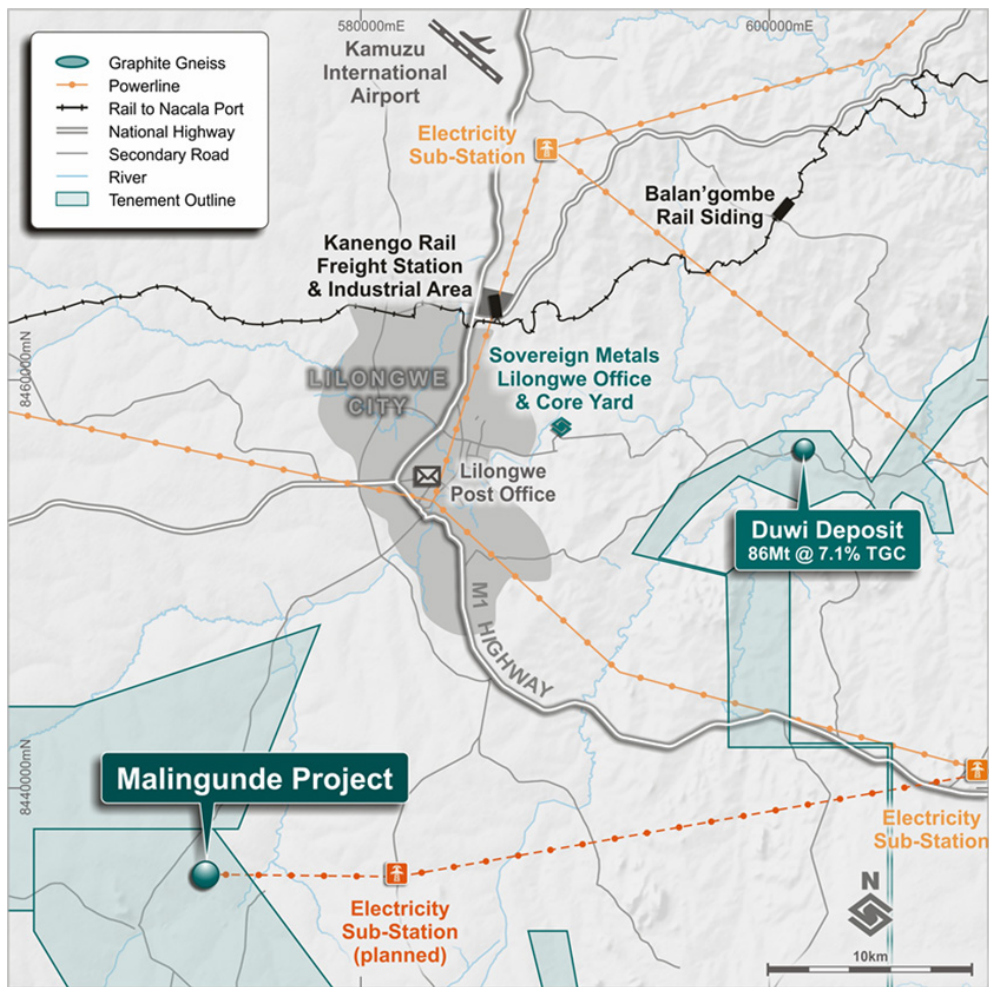 580000mE
600000mE
Kamuzu
International
Airport
Graphite Gneiss
Powerline
Rail to Nacala Port
National Highway
Secondary Road
River
Tenement Outline
Electricity
Sub-Station
Balan'gombe
Rail Siding
Kanengo Rail
Freight Station
& Industrial Area
8460000mN
Sovereign Metals
Lilongwe Office
& Core Yard
LILONGWE
CITY
Lilongwe
Post Office
Duwi Deposit
86Mt @ 7.1% TGC
M1 HIGHWAY
8440000mN
Malingunde Project
Electricity
Sub-Station
Electricity
Sub-Station
(planned)
N
10km